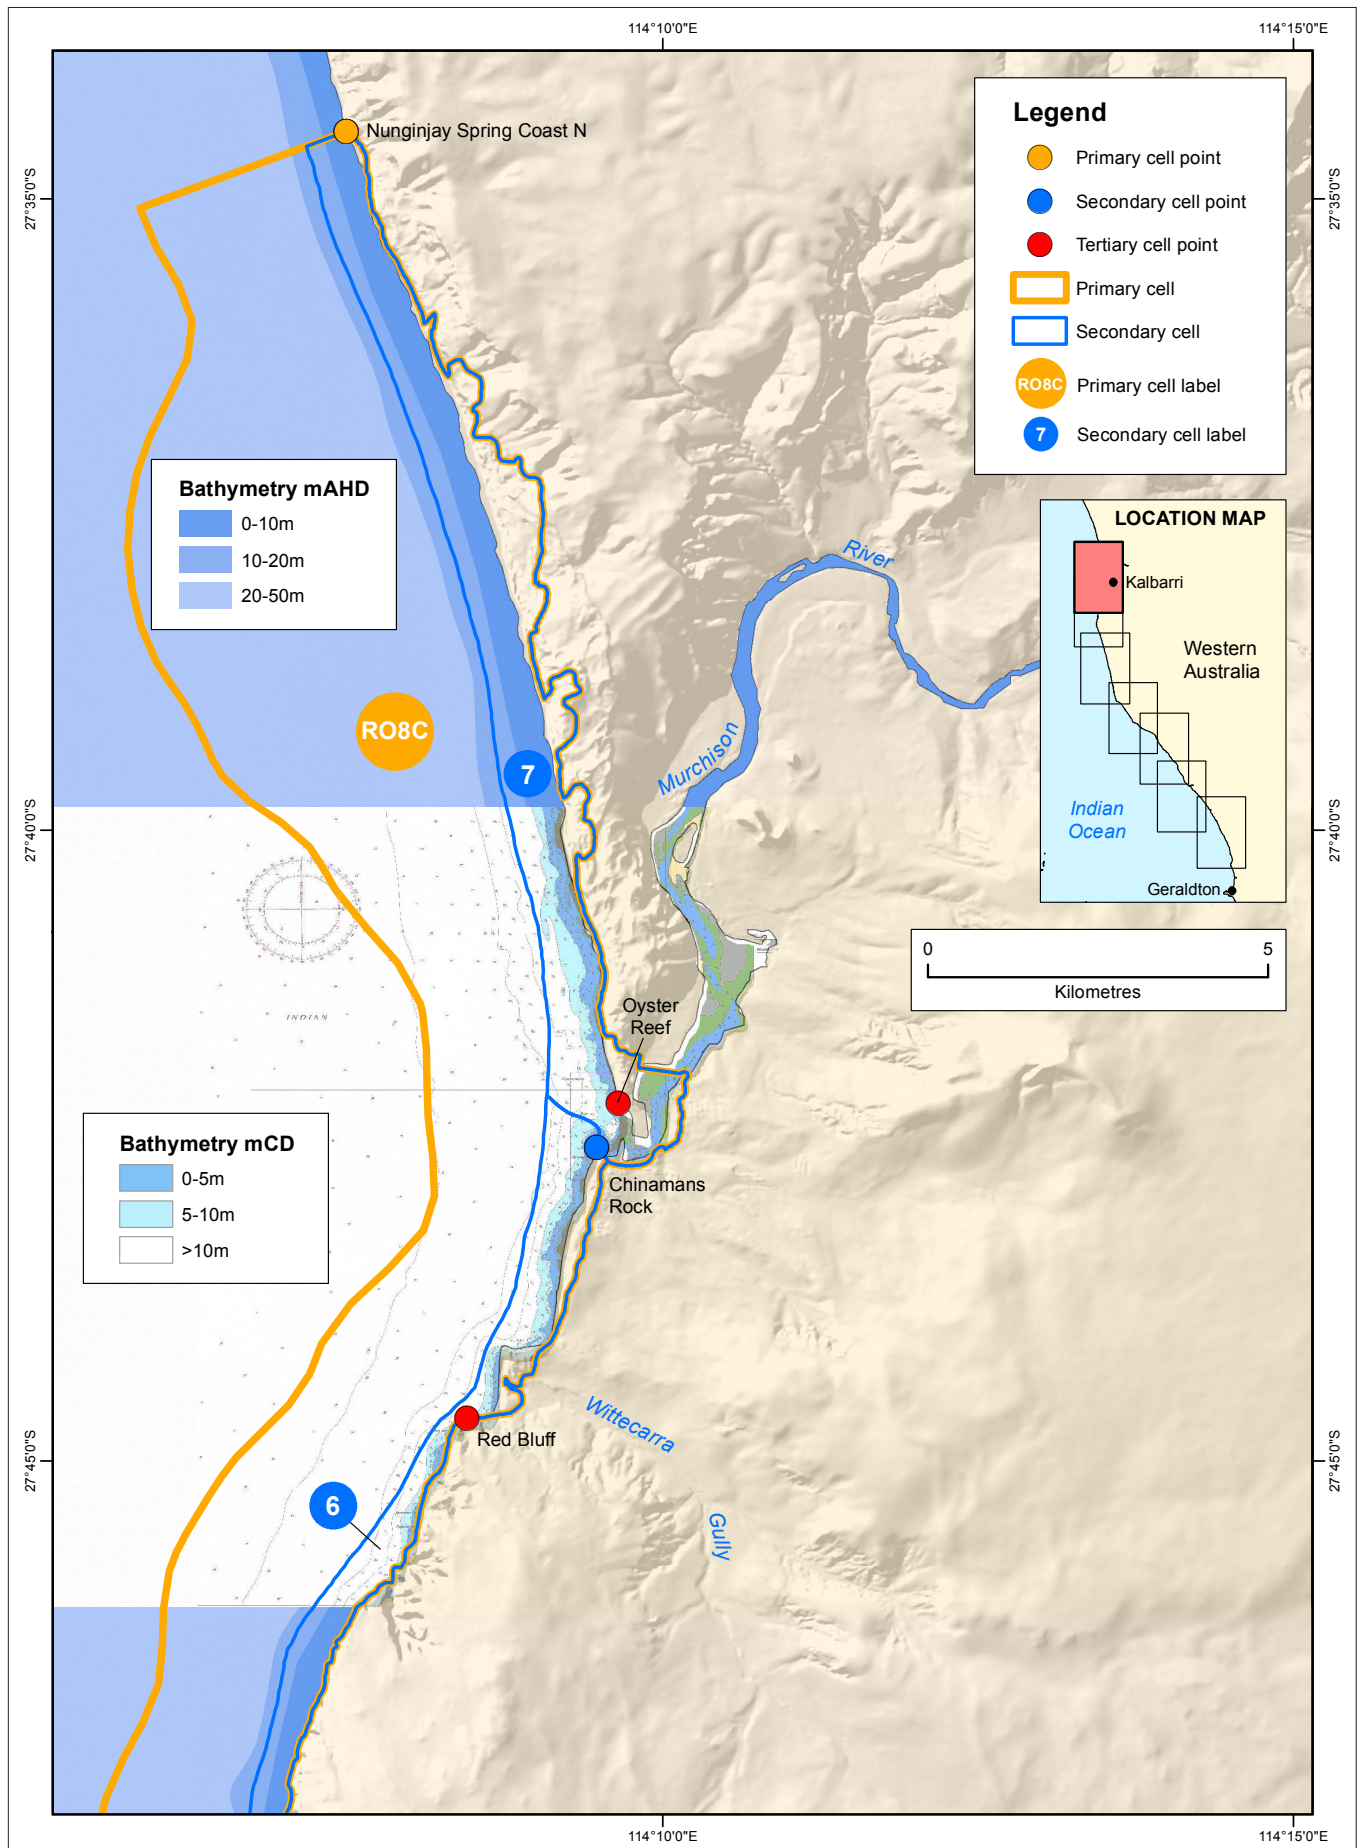 114°10'0"E
114°15'0"E
Nunginjay Spring Coast N
Legend
Primary cell point
Secondary cell point
Tertiary cell point
Primary cell
Secondary cell
RO8C
Primary cell label
7
Secondary cell label
27°35'0"S
27°35'0"S
Bathymetry mAHD
0-10m
10-20m
20-50m
LOCATION MAP
Kalbarri
Western
Australia
Indian
Ocean
Geraldton
River
Murchison
RO8C
7
27°40'0"S
27°40'0"S
0
5
Kilometres
INDIAN
Oyster
Reef
Bathymetry mCD
0-5m
5-10m
>10m
Chinamans
Rock
Red Bluff
Wittecarra
Gully
6
27°45'0"S
27°45'0"S
114°10'0"E
114°15'0"E